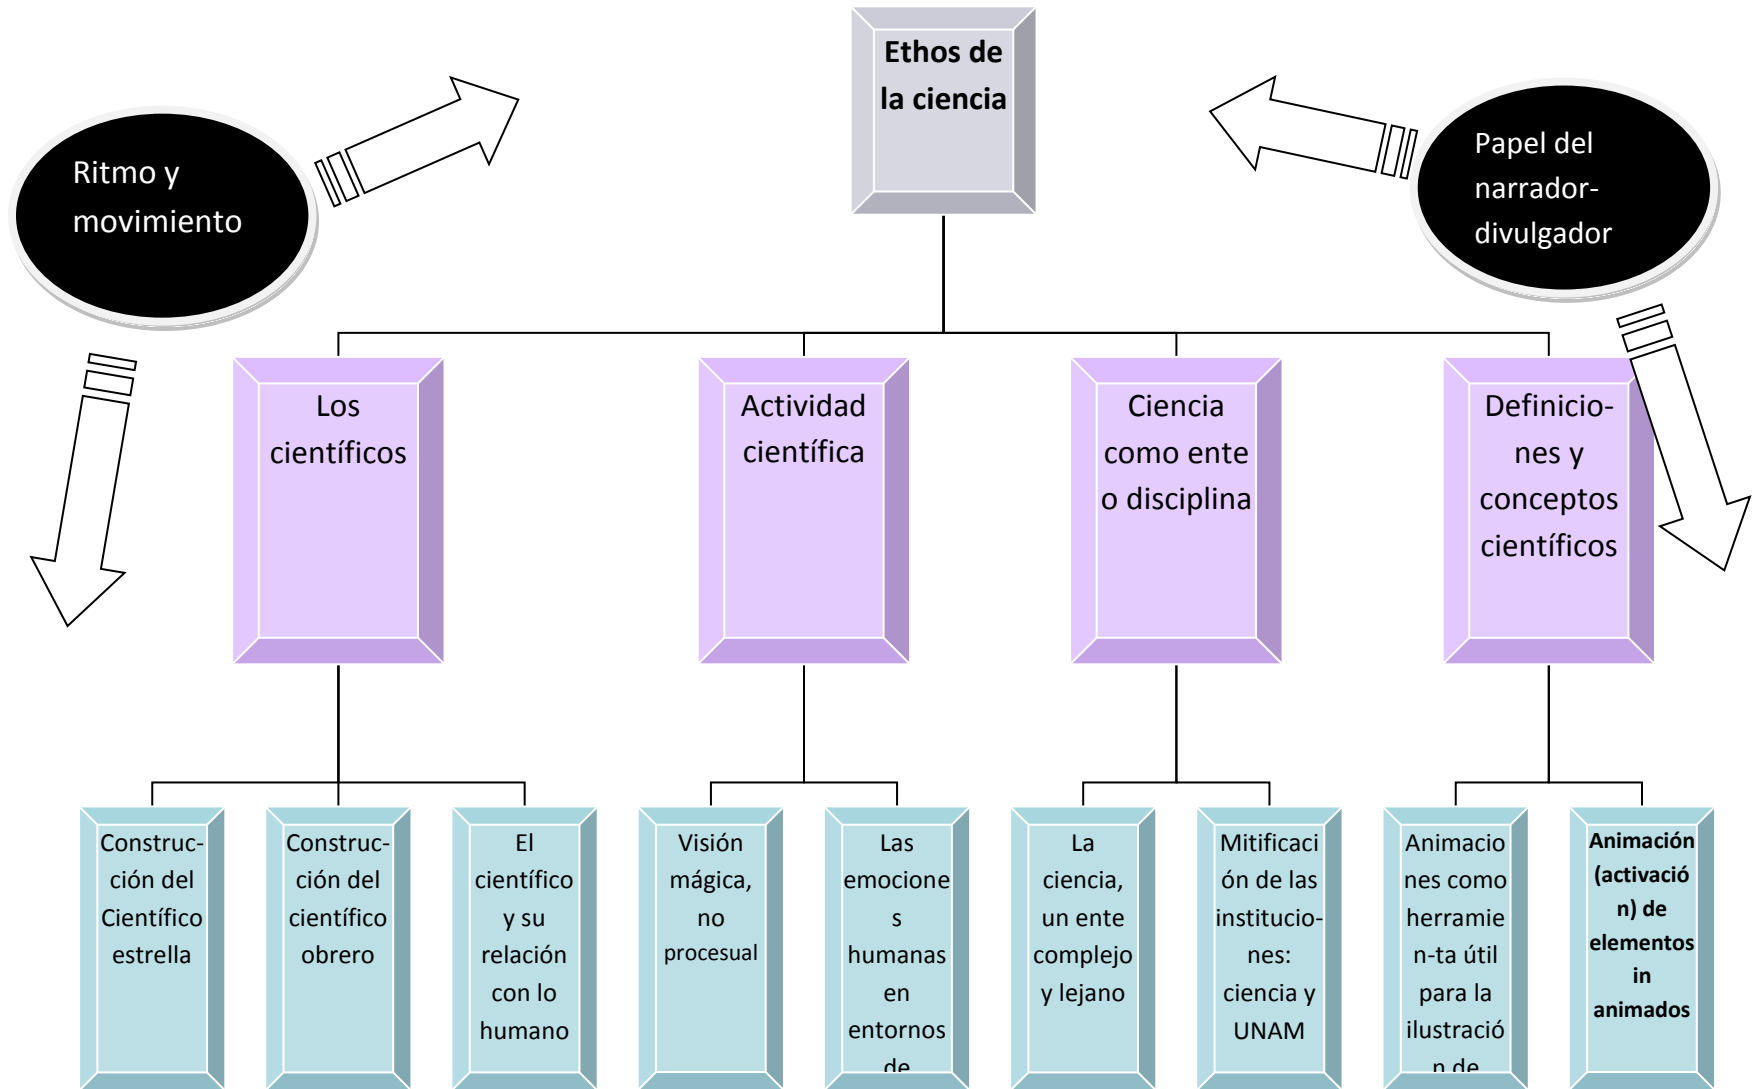 Ethos de
la ciencia
Ritmo y
movimiento
Papel del
narrador-
divulgador
Los
científicos
Actividad
científica
Ciencia
como ente
o disciplina
Definicio-
nes y
conceptos
científicos
Construc-
ción del
Científico
estrella
Construc-
ción del
científico
obrero
El
científico
y su
relación
con lo
humano
Visión
mágica,
no
procesual
Las
emocione
s
humanas
en
entornos
de
La
ciencia,
un ente
complejo
y lejano
Mitificaci
ón de las
institucio-
nes:
ciencia y
UNAM
Animacio
nes como
herramie
n-ta útil
para la
ilustració
n de
Animación
(activació
n) de
elementos
in
animados